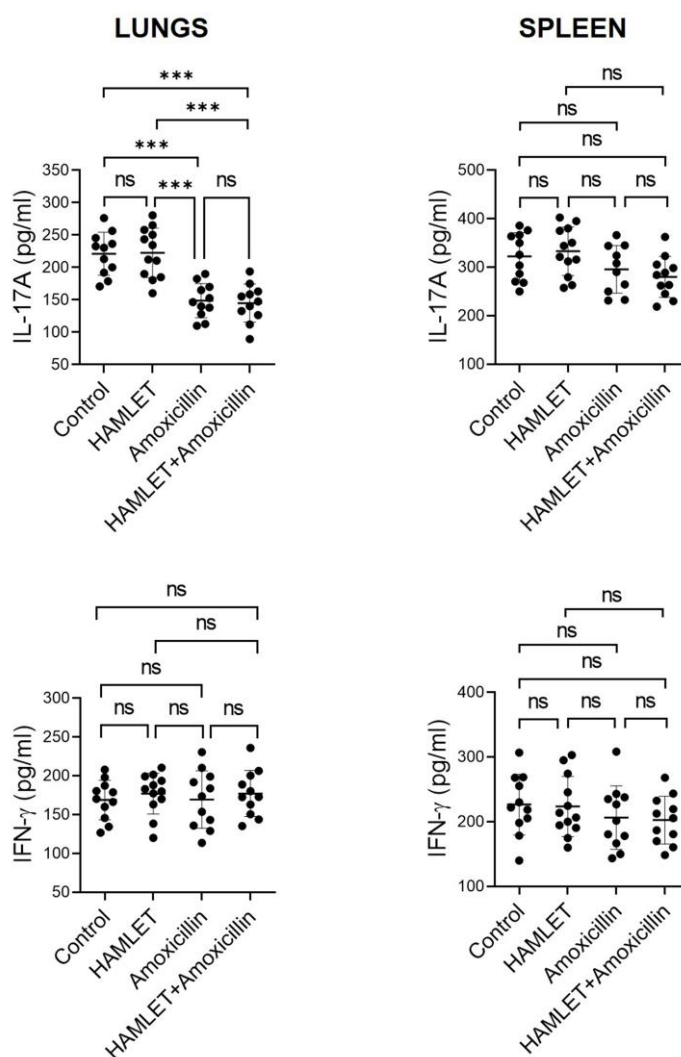 LUNGS
***
***
***
ns
***
ns
350
300
250
200
150
100
50
IL-17A (pg/ml)
Control
HAMLET
Amoxicillin
HAMLET+Amoxicillin
SPLEEN
ns
ns
ns
ns
ns
ns
500
400
300
200
100
IL-17A (pg/ml)
Control
HAMLET
Amoxicillin
HAMLET+Amoxicillin
ns
ns
ns
ns
ns
ns
300
250
200
150
100
50
IFN-γ (pg/ml)
Control
HAMLET
Amoxicillin
HAMLET+Amoxicillin
ns
ns
ns
ns
ns
ns
400
300
200
100
IFN-γ (pg/ml)
Control
HAMLET
Amoxicillin
HAMLET+Amoxicillin